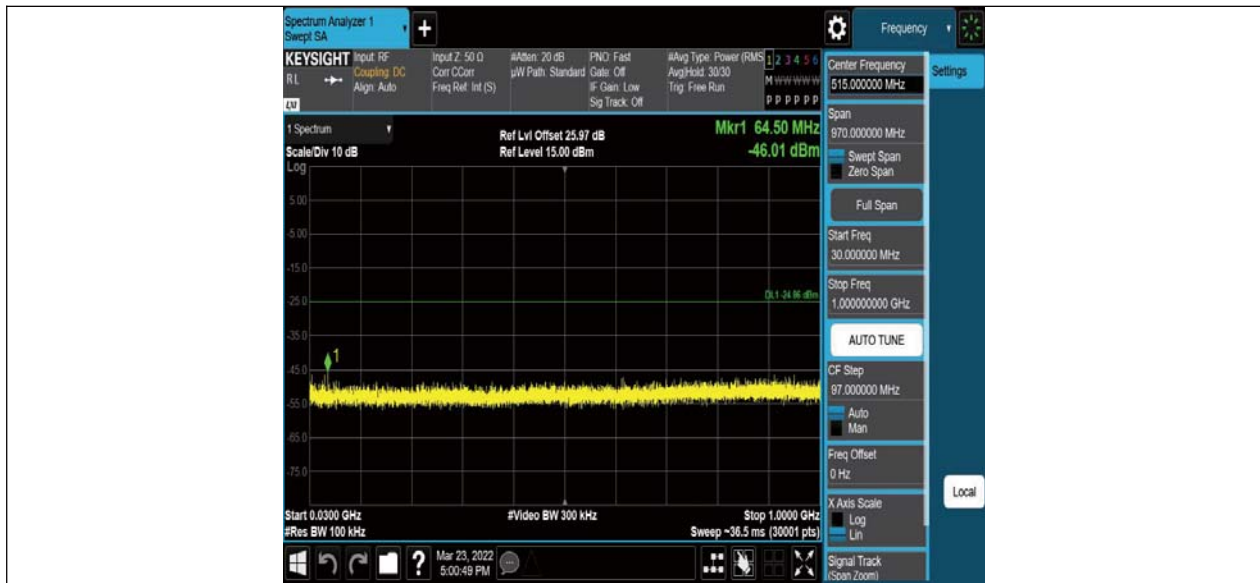 Spectrum Analyzer 1
Swept SA
+
Frequency
KEYSIGHT
RL
LXI
Input: RF
Coupling: DC
Align: Auto
Input Z: 50 Ω
Corr CCorr
Freq Ref: Int (S)
#Atten: 20 dB
µW Path: Standard
PNO: Fast
Gate: Off
IF Gain: Low
Sig Track: Off
#Avg Type: Power (RMS
Avg|Hold: 30/30
Trig: Free Run
1 2 3 4 5 6
M W W W W W
P P P P P P
1 Spectrum
Scale/Div 10 dB
Ref Lvl Offset 25.97 dB
Ref Level 15.00 dBm
Mkr1 64.50 MHz
-46.01 dBm
Log
5.00
-5.00
-15.0
-25.0
DL1 -24.86 dBm
-35.0
1
-45.0
-55.0
-65.0
-75.0
Start 0.0300 GHz
#Video BW 300 kHz
Stop 1.0000 GHz
#Res BW 100 kHz
Sweep ~36.5 ms (30001 pts)
?
Mar 23, 2022
5:00:49 PM
Center Frequency
515.000000 MHz
Settings
Span
970.000000 MHz
Swept Span
Zero Span
Full Span
Start Freq
30.000000 MHz
Stop Freq
1.000000000 GHz
AUTO TUNE
CF Step
97.000000 MHz
Auto
Man
Freq Offset
0 Hz
Local
X Axis Scale
Log
Lin
Signal Track
(Span Zoom)